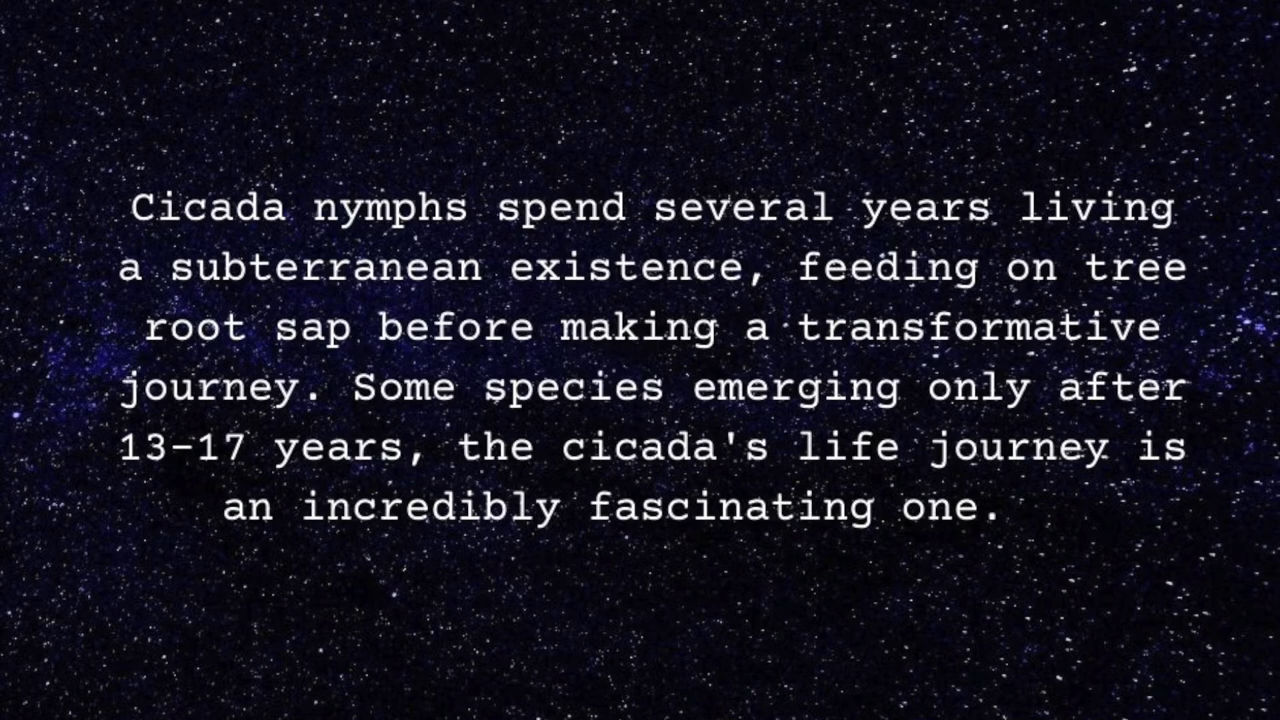 Cicada nymphs spend several years living
a subterranean existence, feeding on tree
root sap before making a transformative
journey. Some species emerging only after
13-17 years, the cicada's life journey is
an incredibly fascinating one.